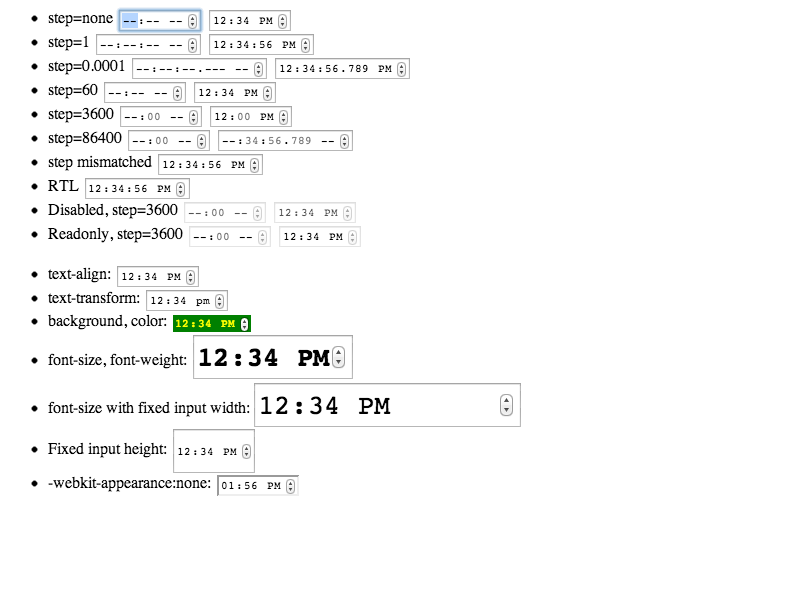 step=none --:-- -- 12:34 PM
step=1 --:--:-- -- 12:34:56 PM
step=0.0001 --:--:--.--- -- 12:34:56.789 PM
step=60 --:-- -- 12:34 PM
step=3600 --:00 -- 12:00 PM
step=86400 --:00 -- --:34:56.789 --
step mismatched 12:34:56 PM
RTL 12:34:56 PM
Disabled, step=3600 --:00 -- 12:34 PM
Readonly, step=3600 --:00 -- 12:34 PM
text-align: 12:34 PM
text-transform: 12:34 pm
background, color: 12:34 PM
font-size, font-weight: 12:34 PM
font-size with fixed input width: 12:34 PM
Fixed input height: 12:34 PM
-webkit-appearance:none: 01:56 PM